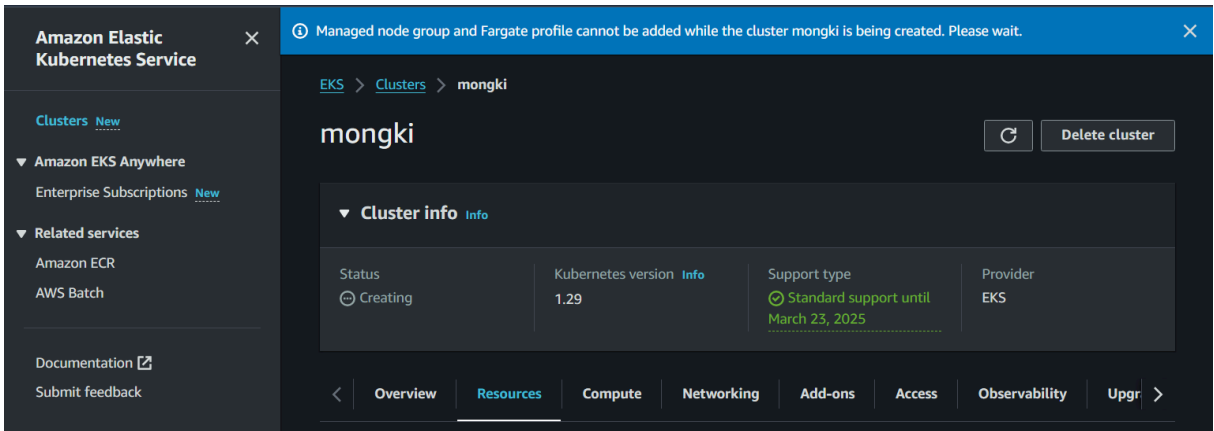 Amazon Elastic
Kubernetes Service
Clusters New
Amazon EKS Anywhere
Enterprise Subscriptions New
Related services
Amazon ECR
AWS Batch
Documentation
Submit feedback
Managed node group and Fargate profile cannot be added while the cluster mongki is being created. Please wait.
EKS > Clusters > mongki
mongki
Delete cluster
Cluster info Info
Status
Creating
Kubernetes version Info
1.29
Support type
Standard support until
March 23, 2025
Provider
EKS
Overview Resources Compute Networking Add-ons Access Observability Upgr